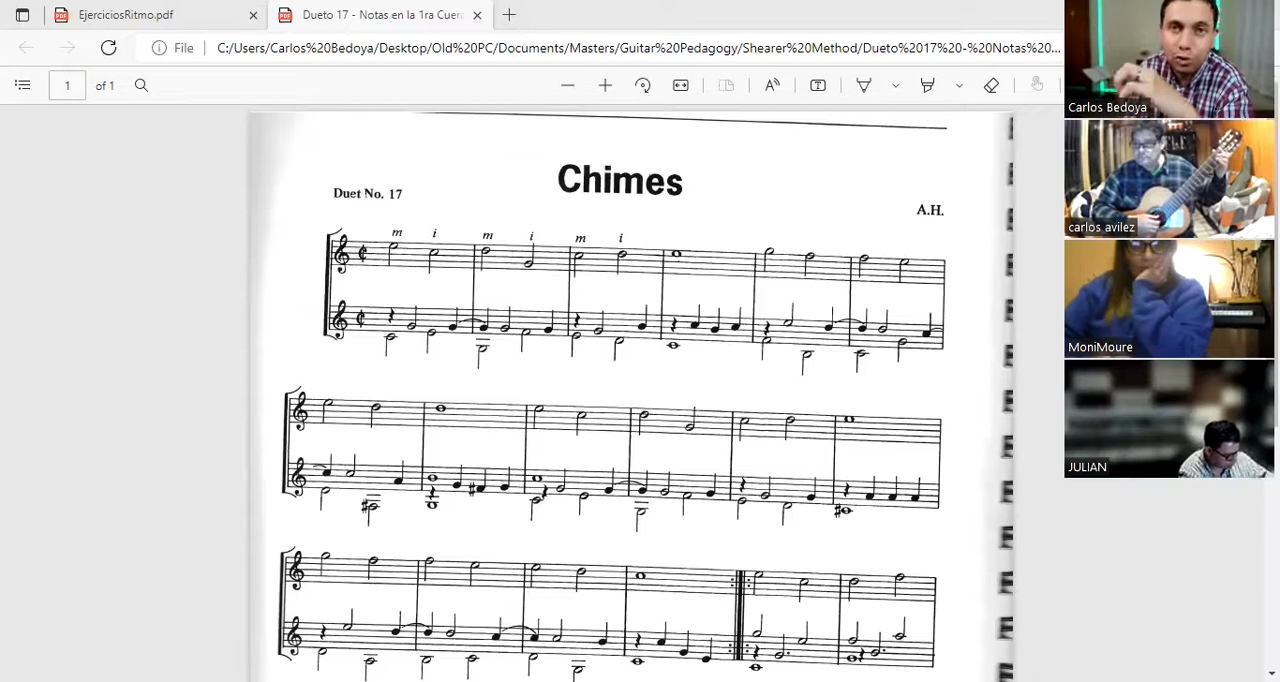 EjerciciosRitmo.pdf
Dueto 17 - Notas en la 1ra Cuer
File
C:/Users/Carlos%20Bedoya/Desktop/Old%20PC/Documents/Masters/Guitar%20Pedagogy/Shearer%20Method/Dueto%2017%20-%20Notas%20...
1 of 1
Carlos Bedoya
carlos avilez
MoniMoure
JULIAN
Chimes
Duet No. 17
A.H.
m i m i m i